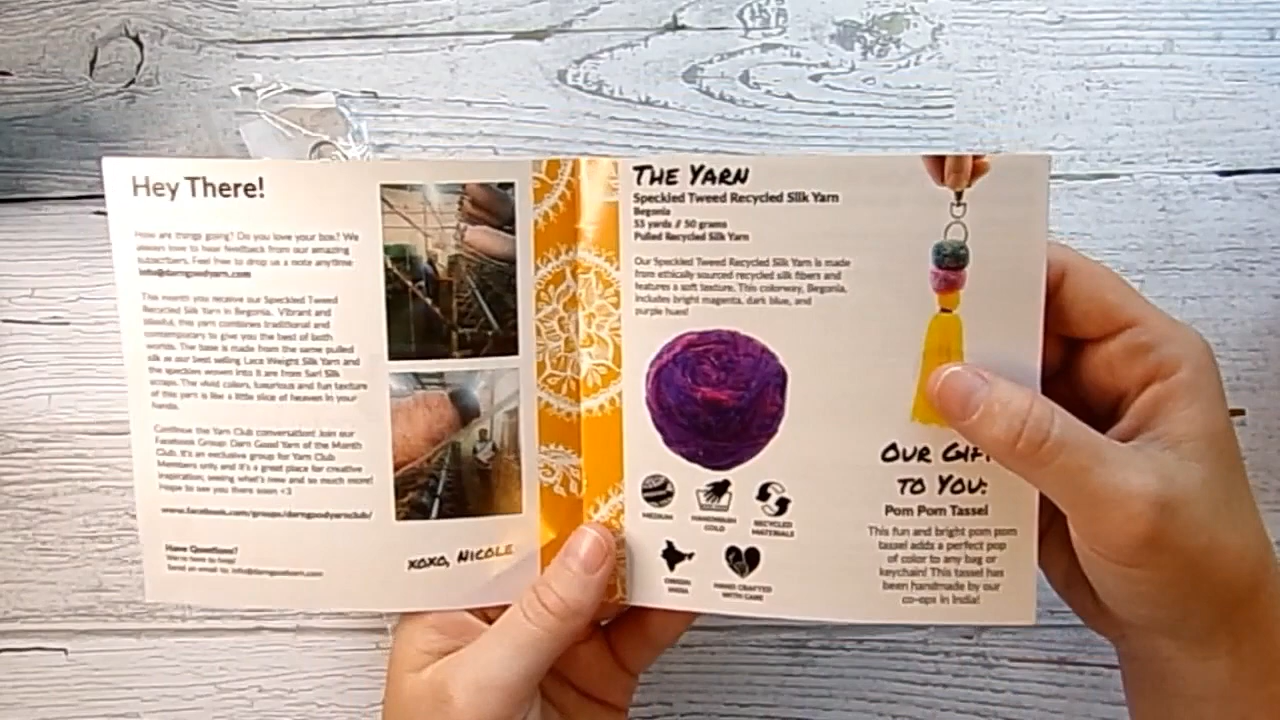 Hey There!
How are things going? Do you love your box? We
always love to hear feedback from our amazing
subscribers. Feel free to drop us a note anytime
info@darngoodyarn.com
This month you receive our Speckled Tweed
Recycled Silk Yarn in Begonia. Vibrant and
blissful, this yarn combines traditional and
contemporary to give you the best of both
worlds. The base is made from the same pulled
silk as our best selling Lace Weight Silk Yarn and
the speckles woven into it are from Sari Silk
scraps. The vivid colors, luxurious and fun texture
of this yarn is like a little slice of heaven in your
hands.
Continue the Yarn Club conversation! Join our
Facebook Group: Darn Good Yarn of the Month
Club. It's an exclusive group for Yarn Club
Members only and it's a great place for creative
inspiration, seeing what's new and so much more!
Hope to see you there soon <3
www.facebook.com/groups/darngoodyarnclub/
Have Questions?
We're here to help!
Send an email to: info@darngoodyarn.com
XOXO, NICOLE
THE YARN
Speckled Tweed Recycled Silk Yarn
Begonia
55 yards // 50 grams
Pulled Recycled Silk Yarn
Our Speckled Tweed Recycled Silk Yarn is made
from ethically sourced recycled silk fibers and
features a soft texture. This colorway, Begonia,
includes bright magenta, dark blue, and
purple hues!
MEDIUM
HANDWASH
COLD
RECYCLED
MATERIALS
ORIGIN
INDIA
HAND CRAFTED
WITH CARE
OUR GIFT
TO YOU:
Pom Pom Tassel
This fun and bright pom pom
tassel adds a perfect pop
of color to any bag or
keychain! This tassel has
been handmade by our
co-ops in India!